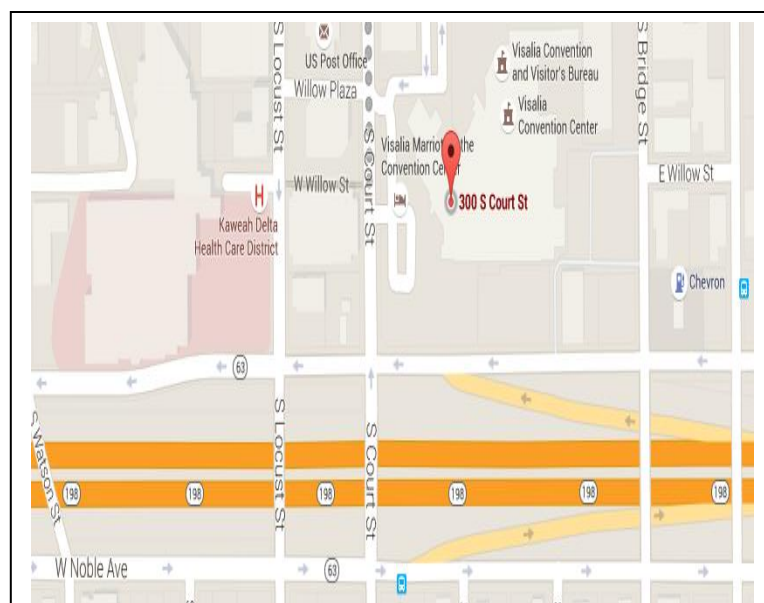 S Locust St
US Post Office
Willow Plaza
S Court St
Visalia Convention
and Visitor's Bureau
Visalia
Convention Center
S Bridge St
Visalia Marriott the
Convention Center
W Willow St
E Willow St
H
Kaweah Delta
Health Care District
300 S Court St
Chevron
63
S Watson St
S Locust St
S Court St
198
198
198
198
198
198
W Noble Ave
63